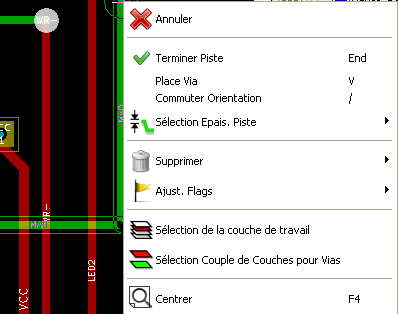 Annuler
WR-
Terminer Piste End
Place Via V
Commuter Orientation /
Sélection Epais. Piste
Supprimer
Ajust. Flags
WR-
MA0
Sélection de la couche de travail
LED2
Sélection Couple de Couches pour Vias
VCC
Centrer F4